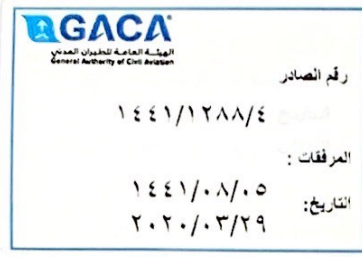 GACA
الهيئة العامة للطيران المدني
General Authority of Civil Aviation
رقم الصادر
١٤٤١/١٢٨٨/٤
المرفقات :
التاريخ:
١٤٤١/٠٨/٠٥
٢٠٢٠/٠٣/٢٩